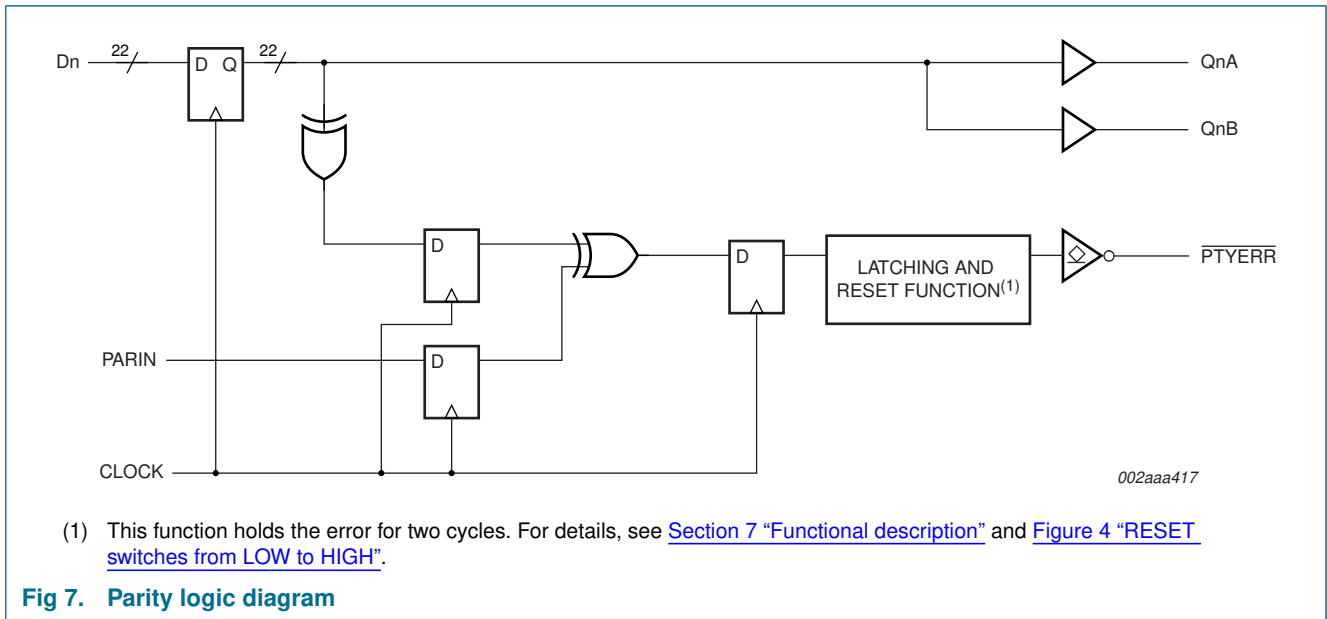 Dn
22
D Q
22
QnA
QnB
D
D
LATCHING AND
RESET FUNCTION(1)
PTYERR
PARIN
D
CLOCK
002aaa417
(1) This function holds the error for two cycles. For details, see Section 7 “Functional description” and Figure 4 “RESET
switches from LOW to HIGH”.
Fig 7. Parity logic diagram